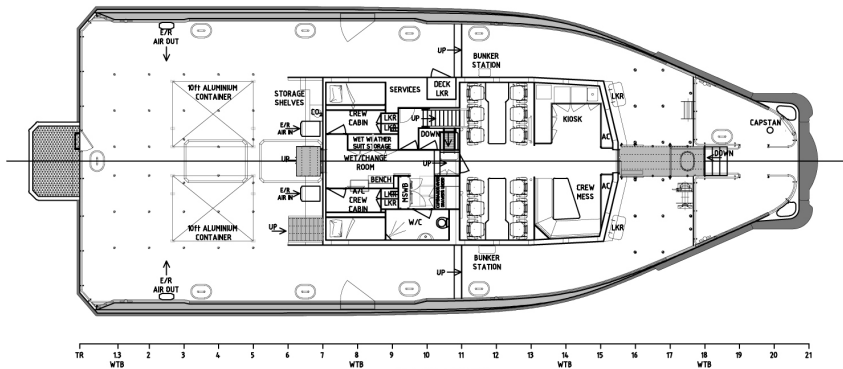 E/R
AIR OUT
UP
BUNKER
STATION
10ft ALUMINIUM
CONTAINER
STORAGE
SHELVES
SERVICES
DECK
LKR
CO₂
CREW
CABIN
LKR
LKR
UP
E/R
AIR IN
WET WEATHER
SUIT STORAGE
DOWN
KIOSK
LKR
CAPSTAN
AC
UP
WET/CHANGE
ROOM
UP
DOWN
BENCH
E/R
AIR IN
A/C
CREW
CABIN
LKR
LKR
MSWB
CREW
MESS
AC
10ft ALUMINIUM
CONTAINER
UP
W/C
LKR
BUNKER
STATION
UP
E/R
AIR OUT
TR 1.3 2 3 4 5 6 7 8 9 10 11 12 13 14 15 16 17 18 19 20 21
WTB WTB WTB WTB WTB